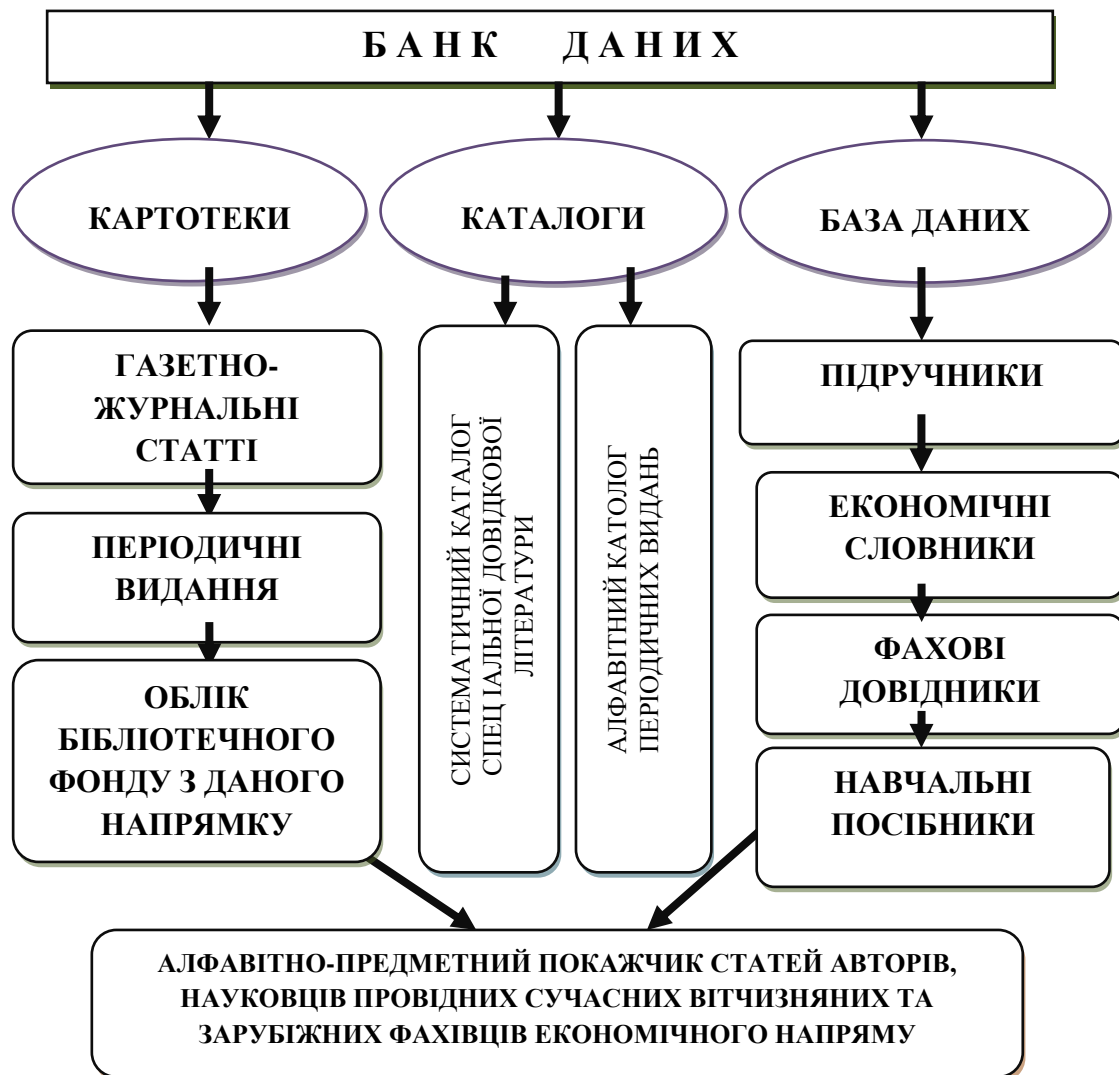 Б А Н К Д А Н И Х
КАРТОТЕКИ
КАТАЛОГИ
БАЗА ДАНИХ
ГАЗЕТНО-
ЖУРНАЛЬНІ
СТАТТІ
ПЕРІОДИЧНІ
ВИДАННЯ
ОБЛІК
БІБЛІОТЕЧНОГО
ФОНДУ З ДАНОГО
НАПРЯМКУ
СИСТЕМАТИЧНИЙ КАТАЛОГ
СПЕЦ ІАЛЬНОЇ ДОВІДКОВОЇ
ЛІТЕРАТУРИ
АЛФАВІТНИЙ КАТОЛОГ
ПЕРІОДИЧНИХ ВИДАНЬ
ПІДРУЧНИКИ
ЕКОНОМІЧНІ
СЛОВНИКИ
ФАХОВІ
ДОВІДНИКИ
НАВЧАЛЬНІ
ПОСІБНИКИ
АЛФАВІТНО-ПРЕДМЕТНИЙ ПОКАЖЧИК СТАТЕЙ АВТОРІВ,
НАУКОВЦІВ ПРОВІДНИХ СУЧАСНИХ ВІТЧИЗНЯНИХ ТА
ЗАРУБІЖНИХ ФАХІВЦІВ ЕКОНОМІЧНОГО НАПРЯМУ